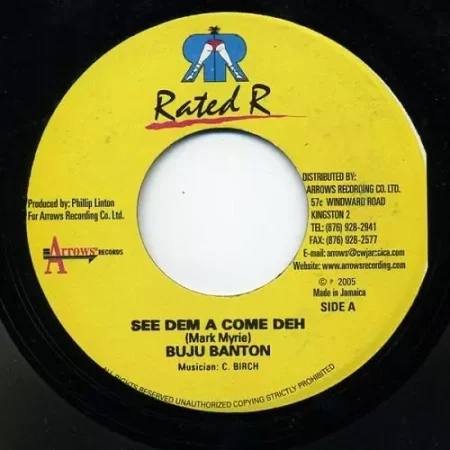 RR
Rated R
Produced by: Phillip Linton
For Arrows Recording Co. Ltd.
Arrows RECORDS
DISTRIBUTED BY:
ARROWS RECORDING CO. LTD.
57c WINDWARD ROAD
KINGSTON 2
TEL: (876) 928-2941
FAX: (876) 928-2577
E-mail: arrows@cwjamaica.com
Website: www.arrowsrecording.com
© P 2005
Made in Jamaica
SIDE A
SEE DEM A COME DEH
(Mark Myrie)
BUJU BANTON
Musician: C. BIRCH
ALL RIGHTS RESERVED UNAUTHORIZED COPYING STRICTLY PROHIBITED